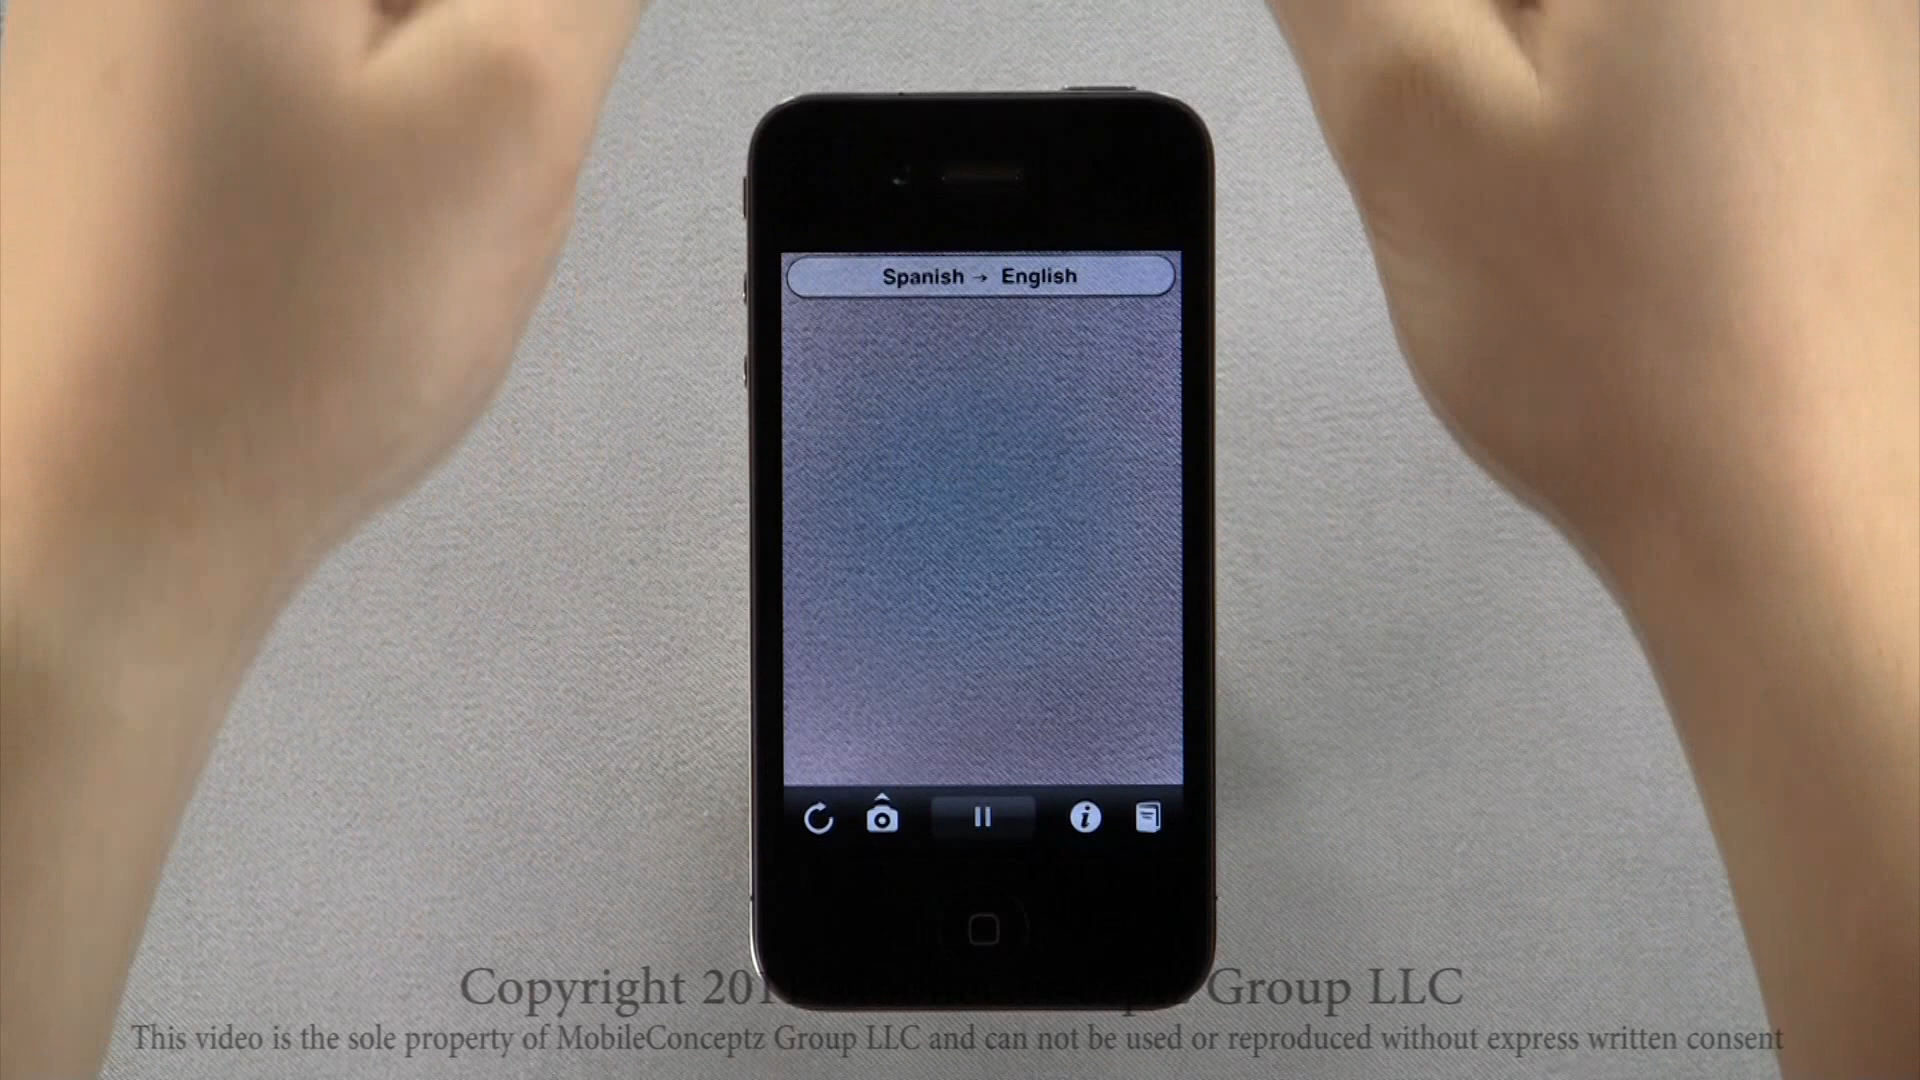 Spanish → English
Copyright Group LLC
This video is the sole property of MobileConceptz Group LLC and can not be used or reproduced without express written consent